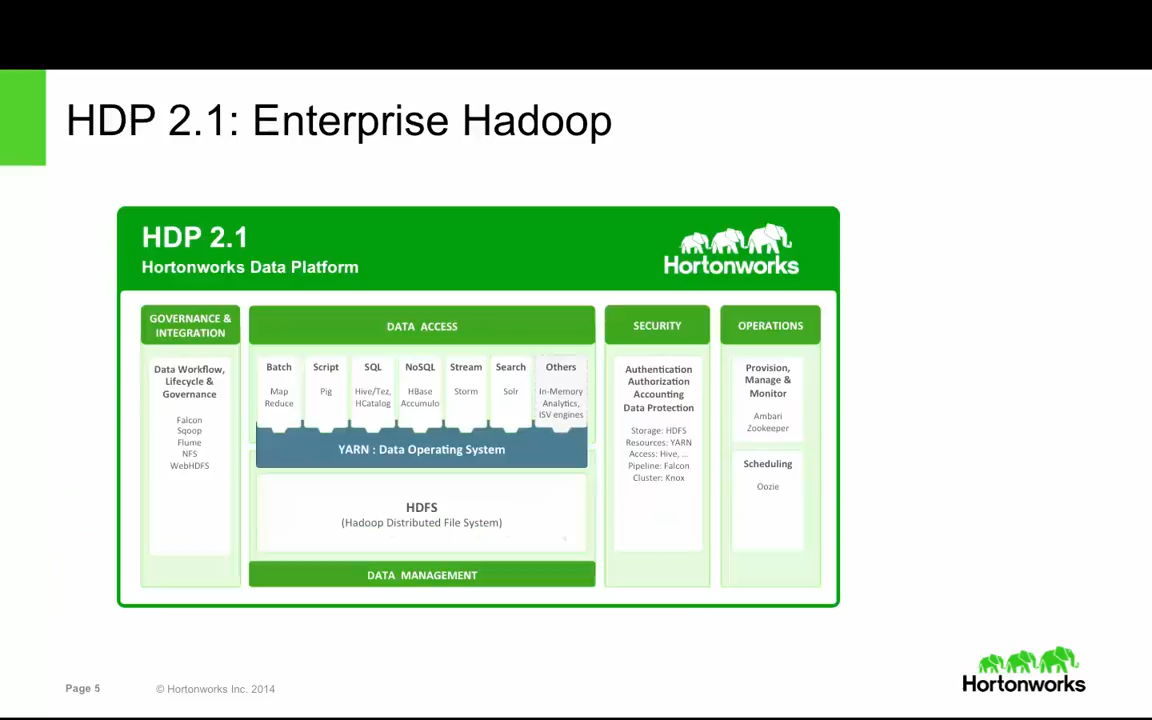 HDP 2.1: Enterprise Hadoop
HDP 2.1
Hortonworks Data Platform
Hortonworks
GOVERNANCE &
INTEGRATION
Data Workflow,
Lifecycle &
Governance
Falcon
Sqoop
Flume
NFS
WebHDFS
DATA ACCESS
Batch
Map
Reduce
Script
Pig
SQL
Hive/Tez,
HCatalog
NoSQL
HBase
Accumulo
Stream
Storm
Search
Solr
Others
In-Memory
Analytics,
ISV engines
YARN : Data Operating System
HDFS
(Hadoop Distributed File System)
DATA MANAGEMENT
SECURITY
Authentication
Authorization
Accounting
Data Protection
Storage: HDFS
Resources: YARN
Access: Hive, ...
Pipeline: Falcon
Cluster: Knox
OPERATIONS
Provision,
Manage &
Monitor
Ambari
Zookeeper
Scheduling
Oozie
Page 5
© Hortonworks Inc. 2014
Hortonworks